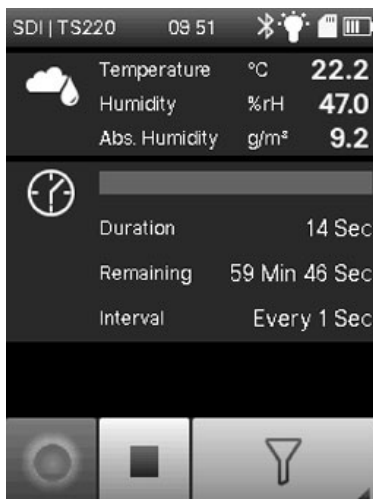 SDI | TS220 09 51
Temperature °C 22.2
Humidity %rH 47.0
Abs. Humidity g/m³ 9.2
Duration 14 Sec
Remaining 59 Min 46 Sec
Interval Every 1 Sec